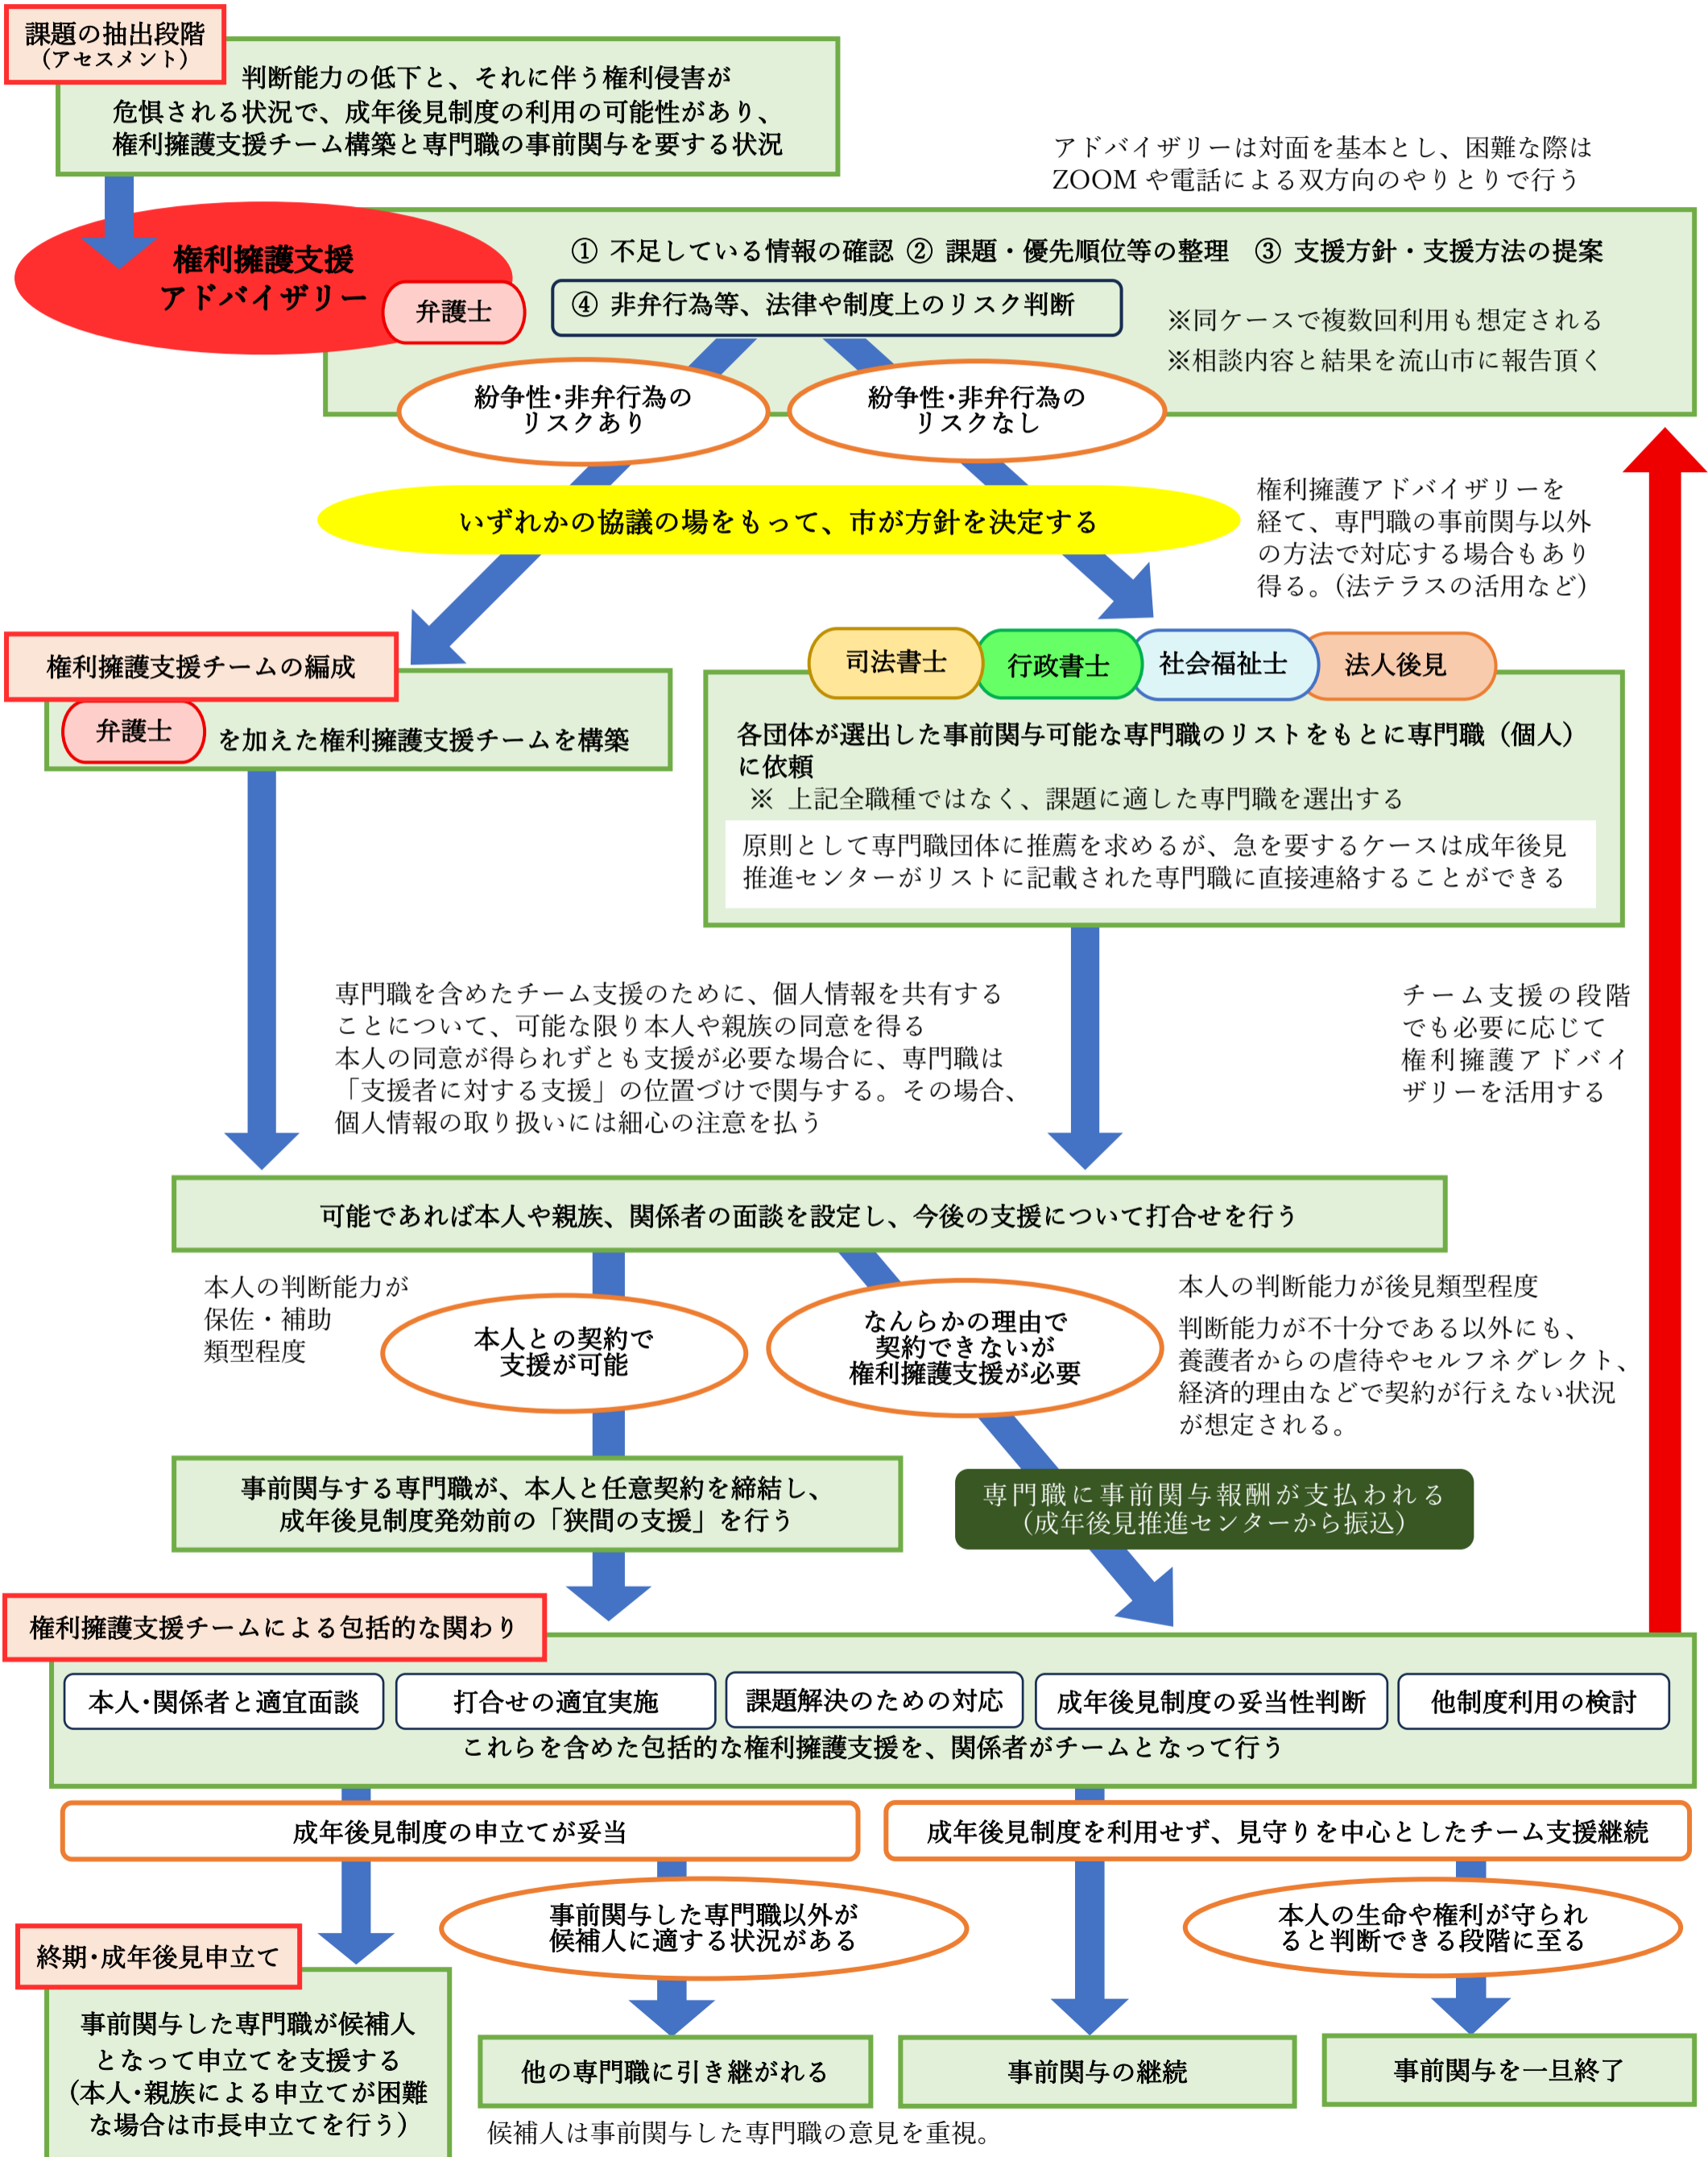 課題の抽出段階
（アセスメント）
判断能力の低下と、それに伴う権利侵害が
危惧される状況で、成年後見制度の利用の可能性があり、
権利擁護支援チーム構築と専門職の事前関与を要する状況
アドバイザリーは対面を基本とし、困難な際は
ZOOMや電話による双方向のやりとりで行う
権利擁護支援
アドバイザリー
弁護士
① 不足している情報の確認 ② 課題・優先順位等の整理 ③ 支援方針・支援方法の提案
④ 非弁行為等、法律や制度上のリスク判断
※同ケースで複数回利用も想定される
※相談内容と結果を流山市に報告頂く
紛争性･非弁行為の
リスクあり
紛争性･非弁行為の
リスクなし
いずれかの協議の場をもって、市が方針を決定する
権利擁護アドバイザリーを
経て、専門職の事前関与以外
の方法で対応する場合もあり
得る。（法テラスの活用など）
権利擁護支援チームの編成
弁護士
を加えた権利擁護支援チームを構築
司法書士
行政書士
社会福祉士
法人後見
各団体が選出した事前関与可能な専門職のリストをもとに専門職（個人）
に依頼
※ 上記全職種ではなく、課題に適した専門職を選出する
原則として専門職団体に推薦を求めるが、急を要するケースは成年後見
推進センターがリストに記載された専門職に直接連絡することができる
専門職を含めたチーム支援のために、個人情報を共有する
ことについて、可能な限り本人や親族の同意を得る
本人の同意が得られずとも支援が必要な場合に、専門職は
「支援者に対する支援」の位置づけで関与する。その場合、
個人情報の取り扱いには細心の注意を払う
チーム支援の段階
でも必要に応じて
権利擁護アドバイ
ザリーを活用する
可能であれば本人や親族、関係者の面談を設定し、今後の支援について打合せを行う
本人の判断能力が
保佐・補助
類型程度
本人との契約で
支援が可能
なんらかの理由で
契約できないが
権利擁護支援が必要
本人の判断能力が後見類型程度
判断能力が不十分である以外にも、
養護者からの虐待やセルフネグレクト、
経済的理由などで契約が行えない状況
が想定される。
事前関与する専門職が、本人と任意契約を締結し、
成年後見制度発効前の「狭間の支援」を行う
専門職に事前関与報酬が支払われる
（成年後見推進センターから振込）
権利擁護支援チームによる包括的な関わり
本人･関係者と適宜面談
打合せの適宜実施
課題解決のための対応
成年後見制度の妥当性判断
他制度利用の検討
これらを含めた包括的な権利擁護支援を、関係者がチームとなって行う
成年後見制度の申立てが妥当
成年後見制度を利用せず、見守りを中心としたチーム支援継続
事前関与した専門職以外が
候補人に適する状況がある
本人の生命や権利が守られ
ると判断できる段階に至る
終期･成年後見申立て
事前関与した専門職が候補人
となって申立てを支援する
（本人･親族による申立てが困難
な場合は市長申立てを行う）
他の専門職に引き継がれる
事前関与の継続
事前関与を一旦終了
候補人は事前関与した専門職の意見を重視。